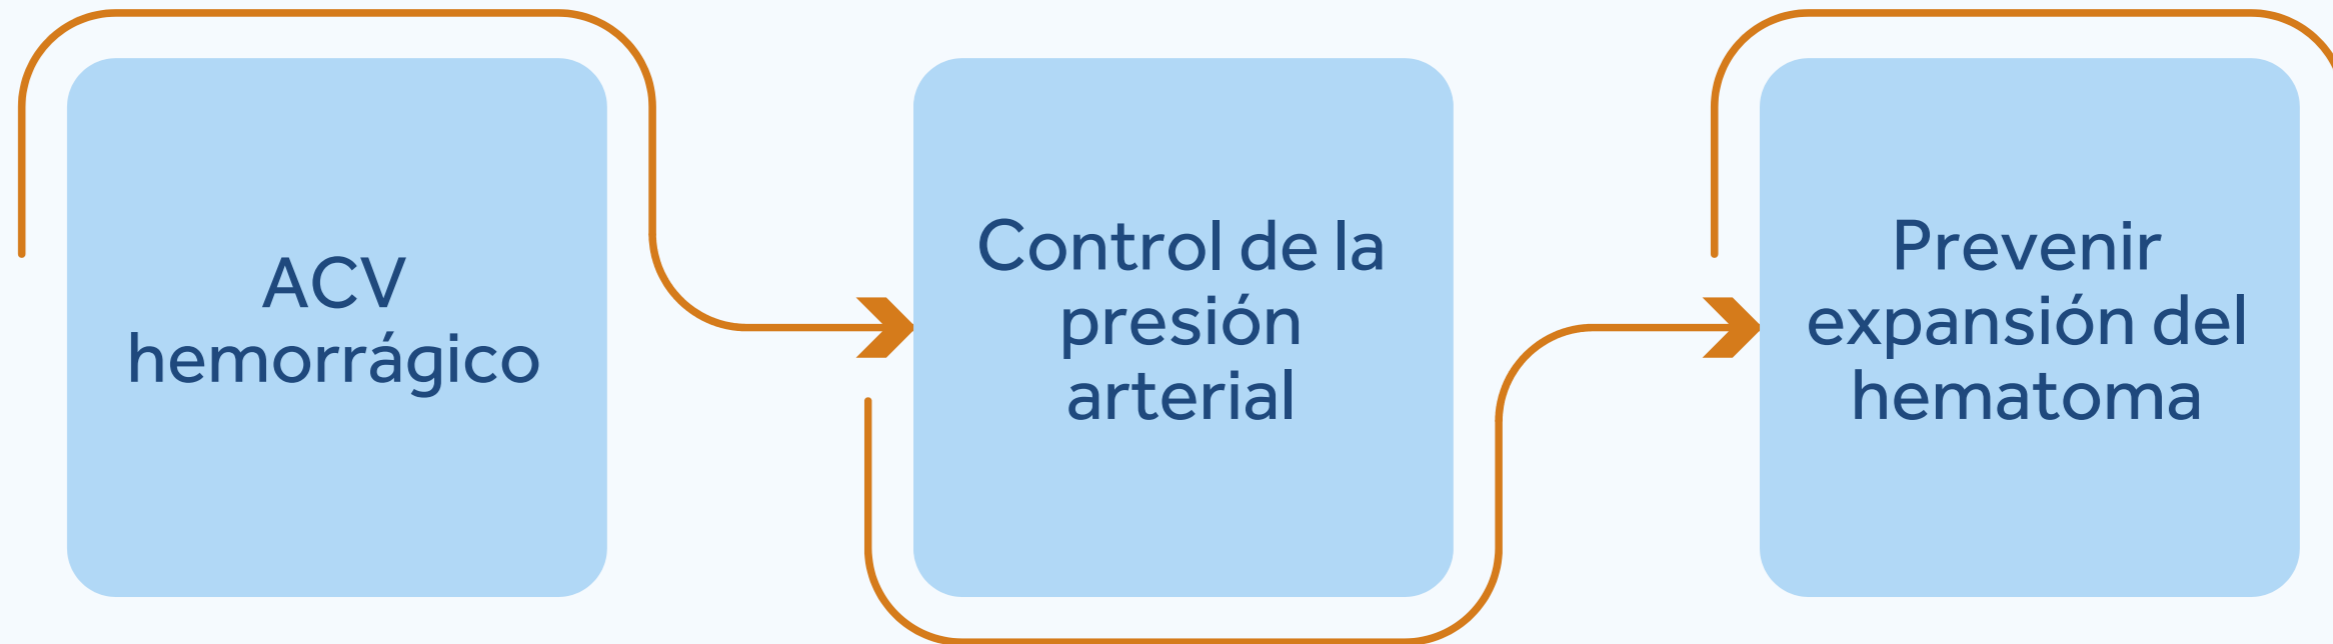 ACV
hemorrágico
Control de la
presión
arterial
Prevenir
expansión del
hematoma